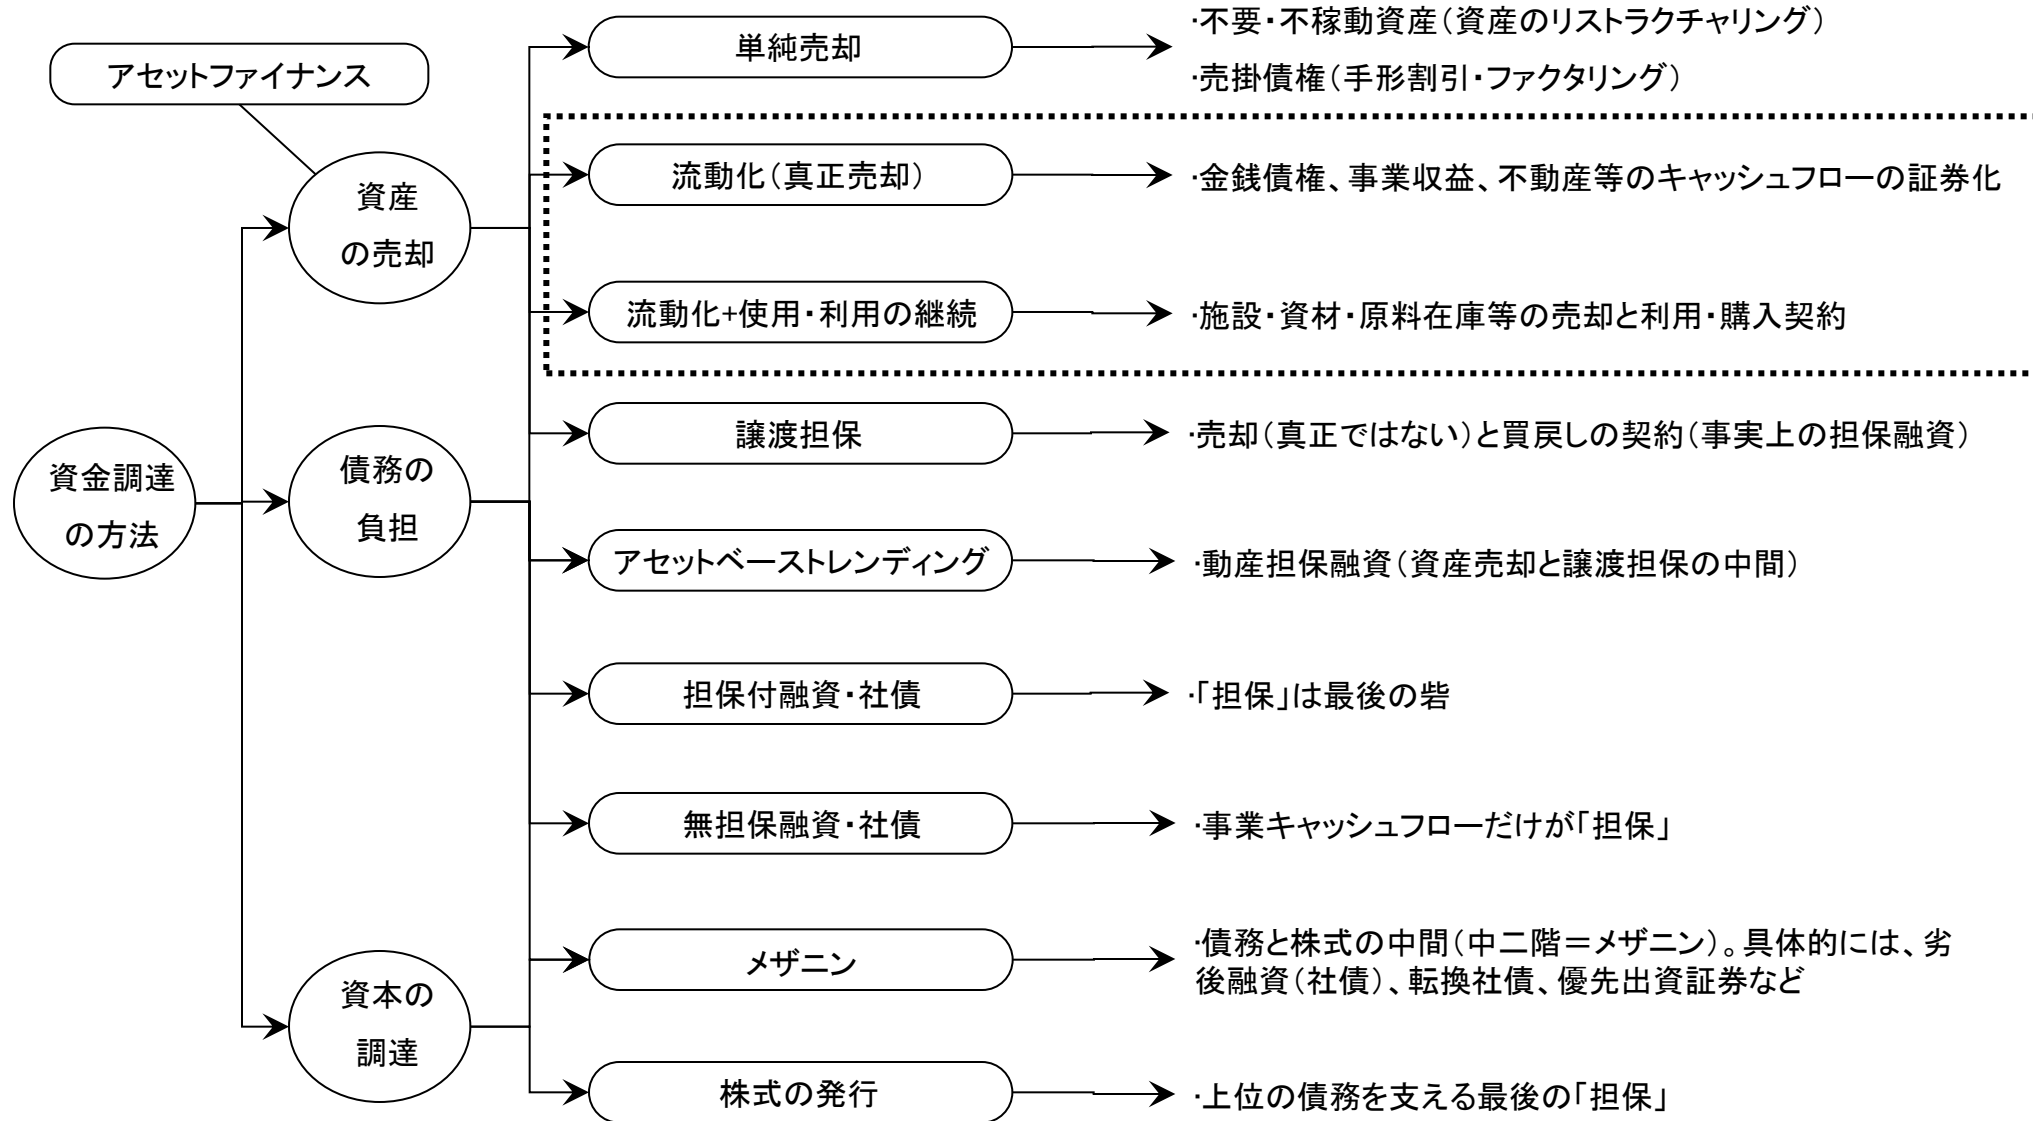 アセットファイナンス
資金調達
の方法
資産
の売却
債務の
負担
資本の
調達
単純売却
・不要・不稼動資産(資産のリストラクチャリング)
・売掛債権(手形割引・ファクタリング)
流動化(真正売却)
・金銭債権、事業収益、不動産等のキャッシュフローの証券化
流動化+使用・利用の継続
・施設・資材・原料在庫等の売却と利用・購入契約
譲渡担保
・売却(真正ではない)と買戻しの契約(事実上の担保融資)
アセットベーストレンディング
・動産担保融資(資産売却と譲渡担保の中間)
担保付融資・社債
・「担保」は最後の砦
無担保融資・社債
・事業キャッシュフローだけが「担保」
メザニン
・債務と株式の中間(中二階=メザニン)。具体的には、劣
後融資(社債)、転換社債、優先出資証券など
株式の発行
・上位の債務を支える最後の「担保」